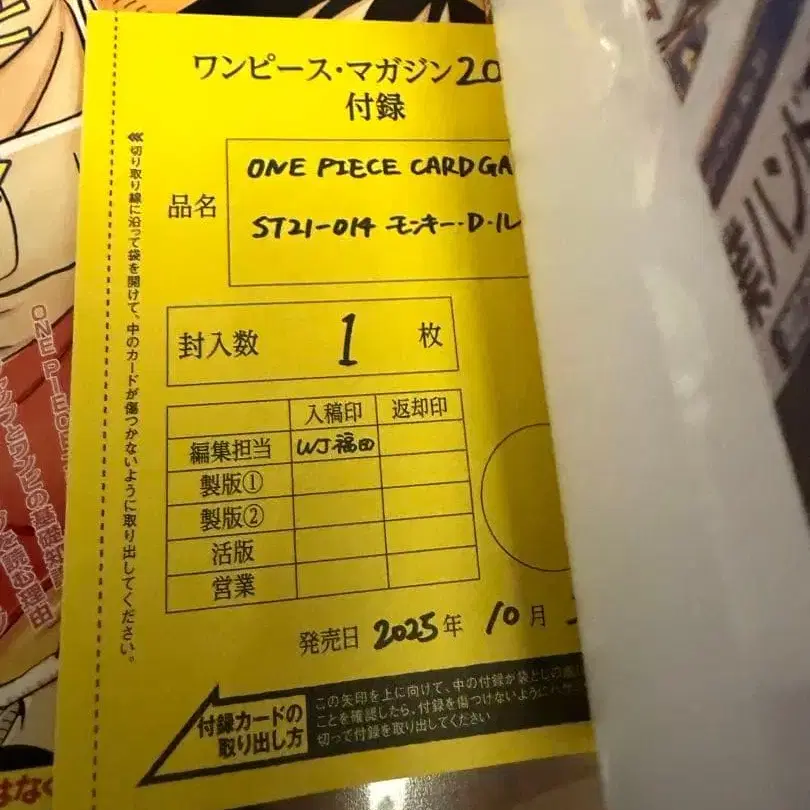 ワンピース・マガジン20
付録
品名
ONE PIECE CARD GA
ST21-014 モンキー・D・ル
封入数 1 枚
入稿印 返却印
編集担当 WJ福田
製版①
製版②
活版
営業
発売日 2025年 10月
付録カードの
取り出し方
この矢印を上に向けて、中の付録が袋としの
ことを確認したら、付録を傷つけないように
切って付録を取り出してください
≪切り取り線に沿って袋を開けて、中のカードが傷つかないように取り出してください。
ONE PIECE
はなく